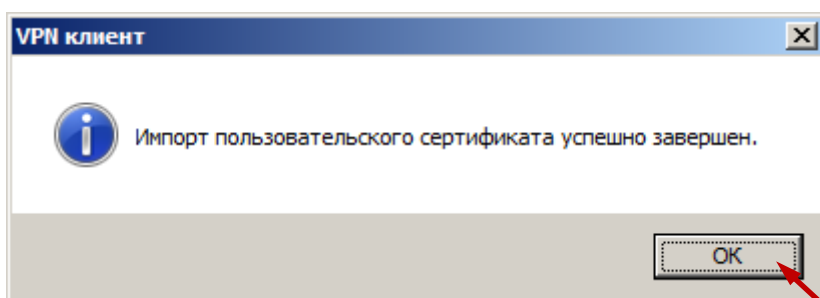 VPN клиент
Импорт пользовательского сертификата успешно завершен.
OK